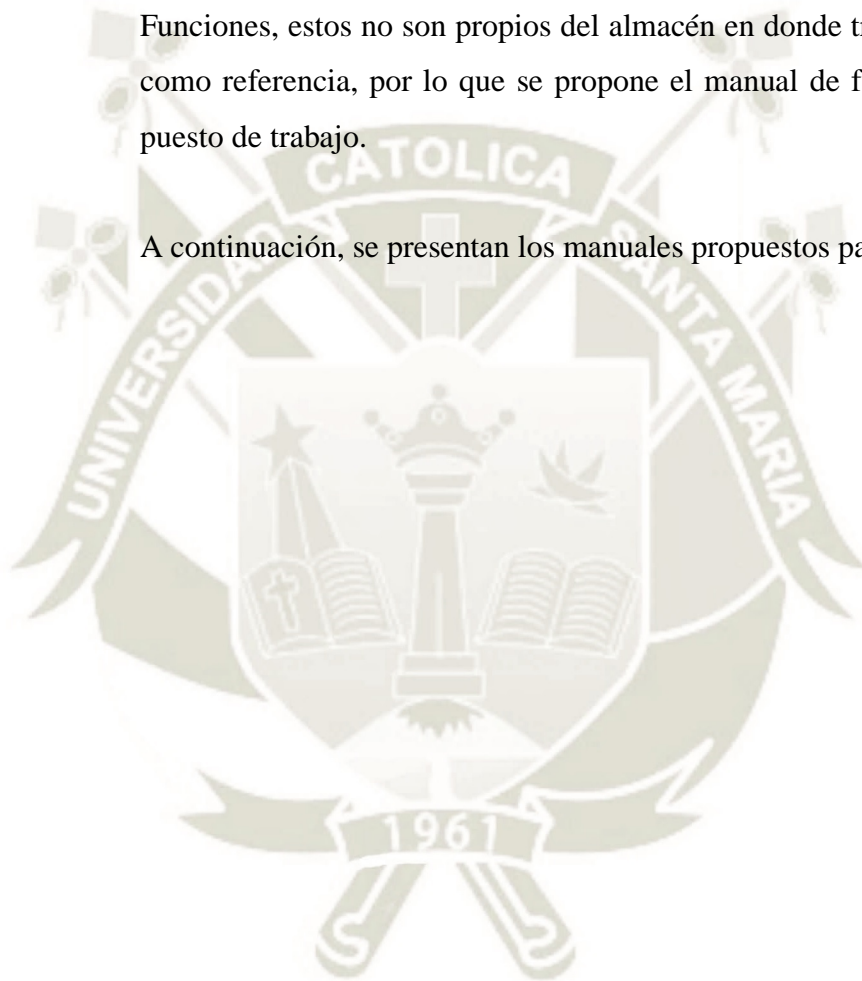 Funciones, estos no son propios del almacén en donde
como referencia, por lo que se propone el manual de
puesto de trabajo.
A continuación, se presentan los manuales propuestos
CATOLICA
UNIVERSIDAD
SANTA MARIA
1961